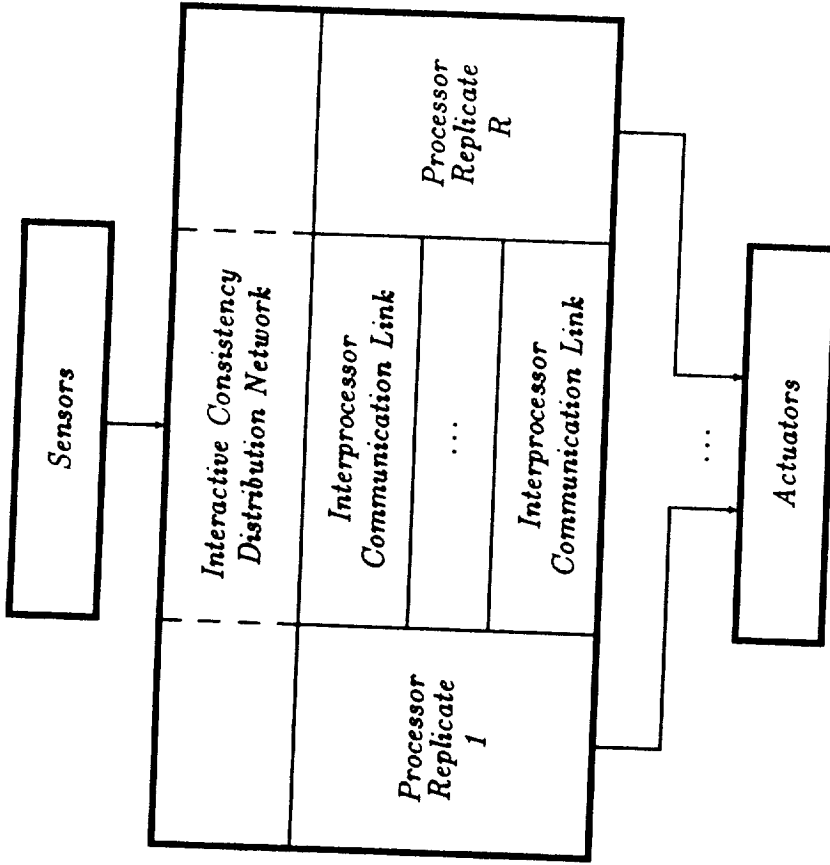 Sensors
Interactive Consistency
Distribution Network
Processor
Replicate
1
Interprocessor
Communication Link
...
Interprocessor
Communication Link
Processor
Replicate
R
...
Actuators